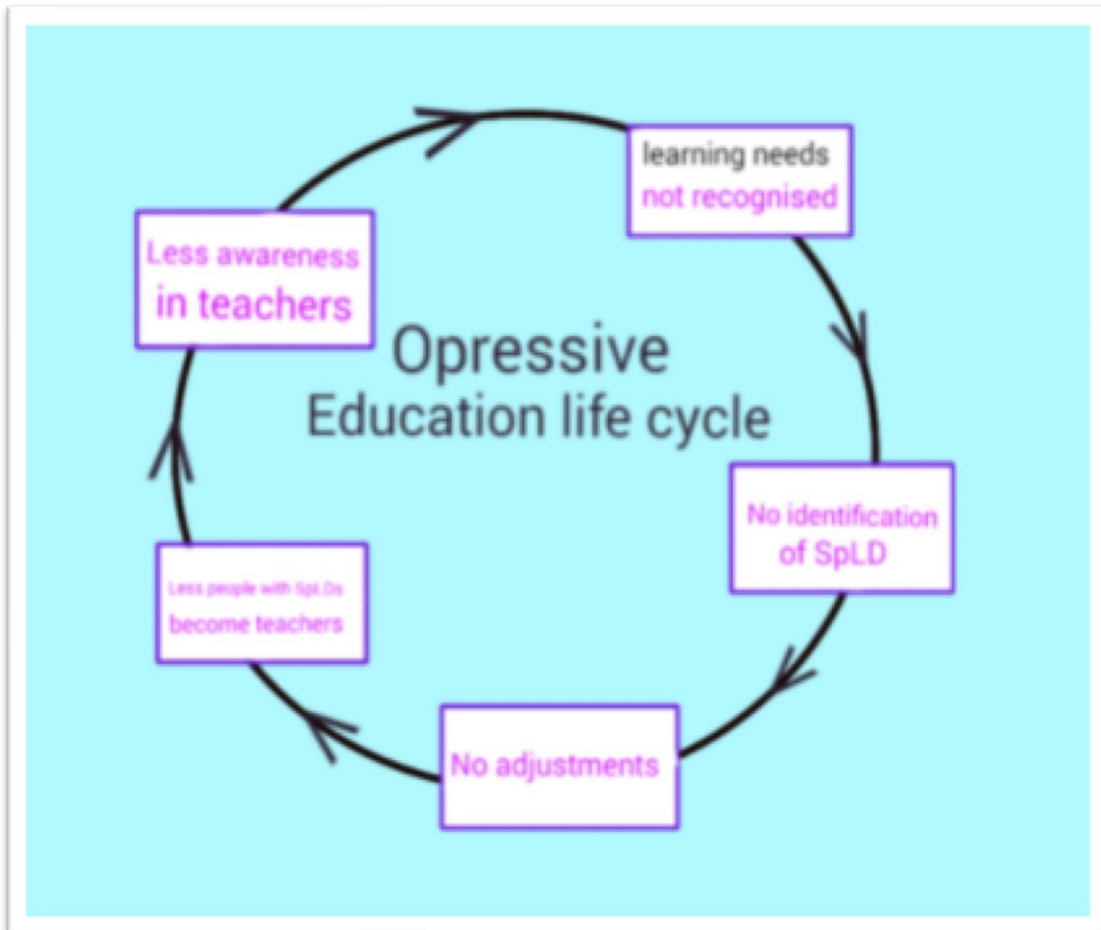 Opressive
Education life cycle
learning needs
not recognised
No identification
of SpLD
No adjustments
Less people with SpLDs
become teachers
Less awareness
in teachers